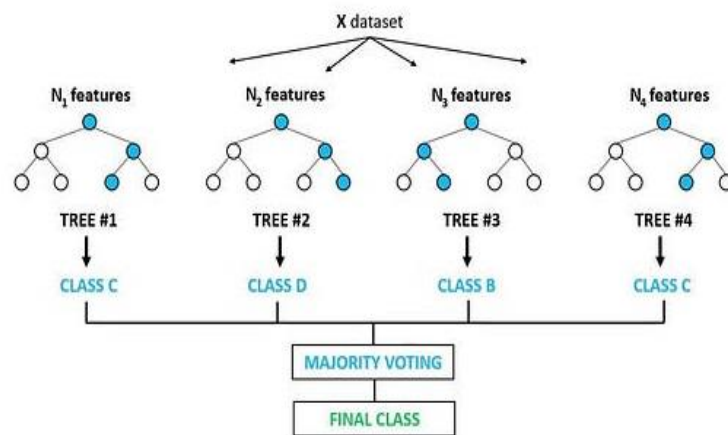 X dataset
N₁ features N₂ features N₃ features N₄ features
TREE #1 TREE #2 TREE #3 TREE #4
CLASS C CLASS D CLASS B CLASS C
MAJORITY VOTING
FINAL CLASS